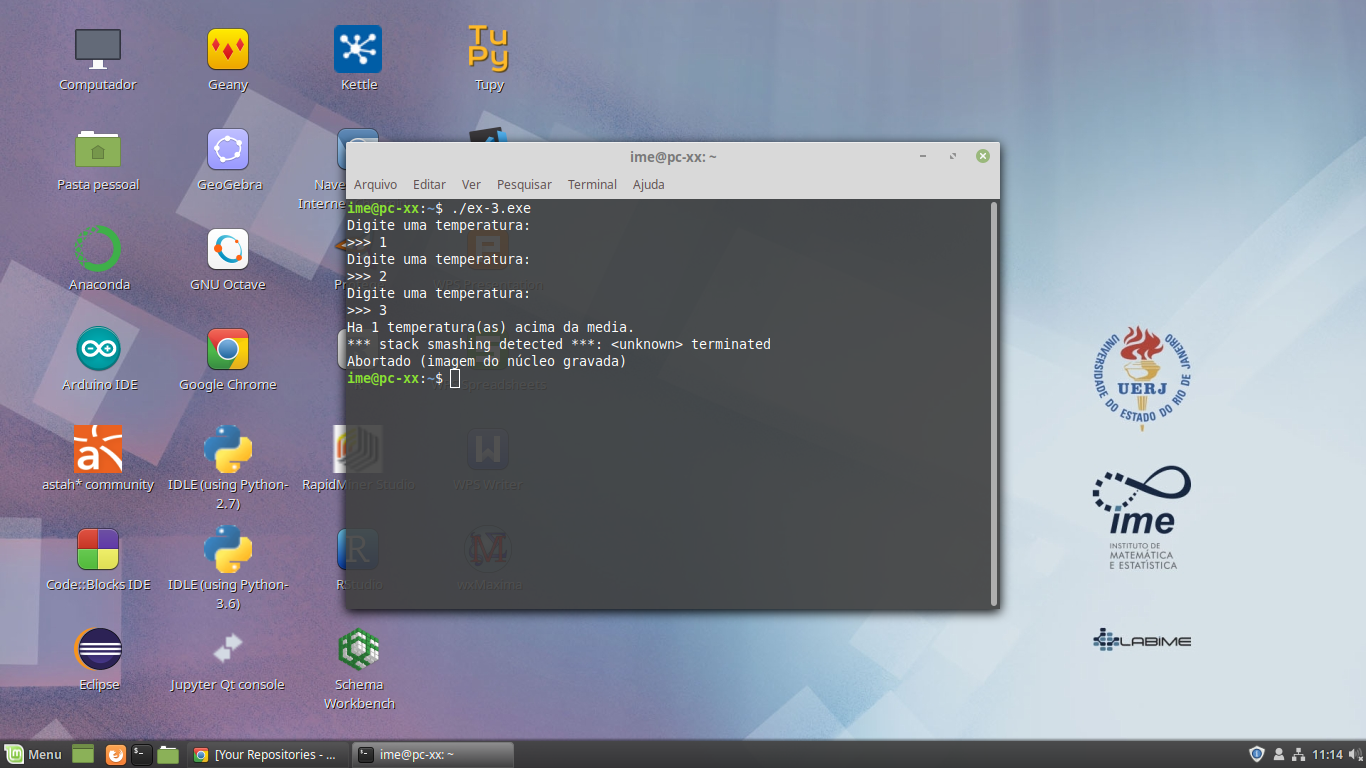 Computador
Geany
Kettle
Tu
Py
Tupy
Pasta pessoal
GeoGebra
Anaconda
GNU Octave
Arduino IDE
Google Chrome
a
astah* community
IDLE (using Python-
2.7)
RapidMiner Studio
W
WPS Writer
Code::Blocks IDE
IDLE (using Python-
3.6)
R
RStudio
M
wxMaxima
Eclipse
Jupyter Qt console
Schema
Workbench
ime@pc-xx: ~
Arquivo Editar Ver Pesquisar Terminal Ajuda
ime@pc-xx:~$ ./ex-3.exe
Digite uma temperatura:
>>> 1
Digite uma temperatura:
>>> 2
Digite uma temperatura:
>>> 3
Ha 1 temperatura(as) acima da media.
*** stack smashing detected ***: <unknown> terminated
Abortado (imagem do núcleo gravada)
ime@pc-xx:~$
UNIVERSIDADE DO ESTADO DO RIO DE JANEIRO
UERJ
ime
INSTITUTO DE
MATEMÁTICA
E ESTATÍSTICA
LABIME
Menu
[Your Repositories - ...
ime@pc-xx: ~
11:14